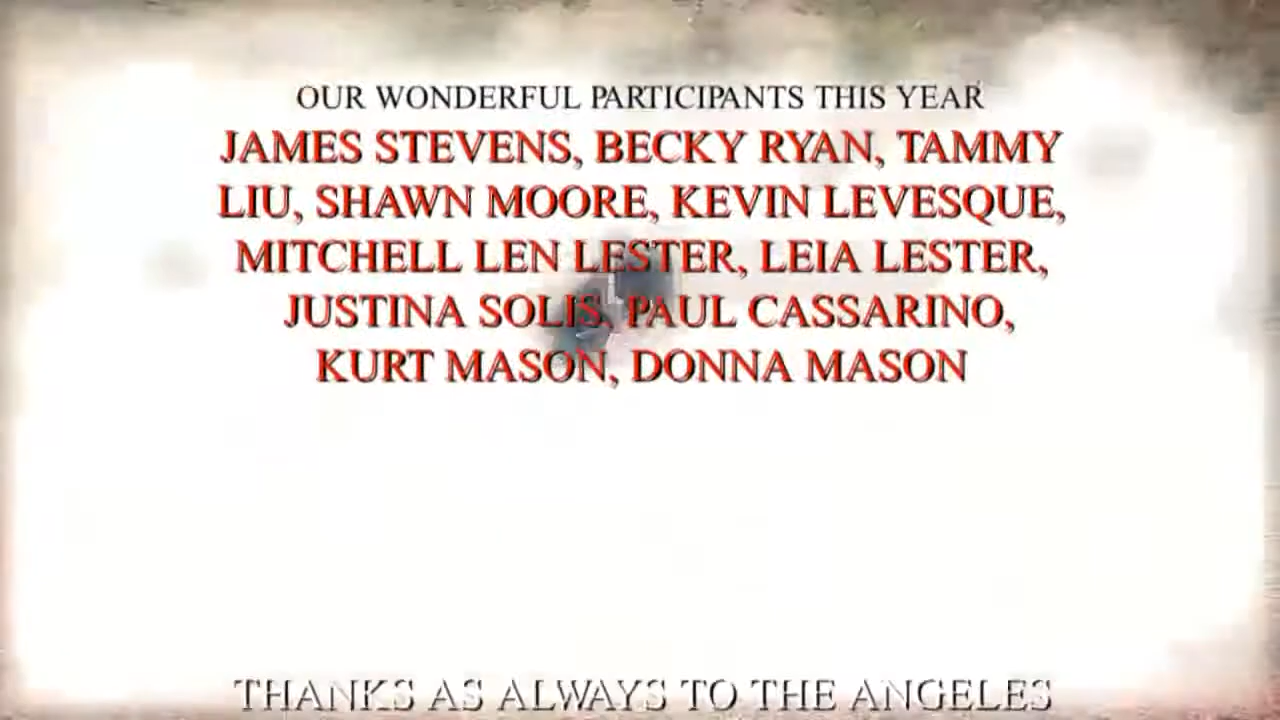 OUR WONDERFUL PARTICIPANTS THIS YEAR
JAMES STEVENS, BECKY RYAN, TAMMY
LIU, SHAWN MOORE, KEVIN LEVESQUE,
MITCHELL LEN LESTER, LEIA LESTER,
JUSTINA SOLIS, PAUL CASSARINO,
KURT MASON, DONNA MASON
THANKS AS ALWAYS TO THE ANGELES